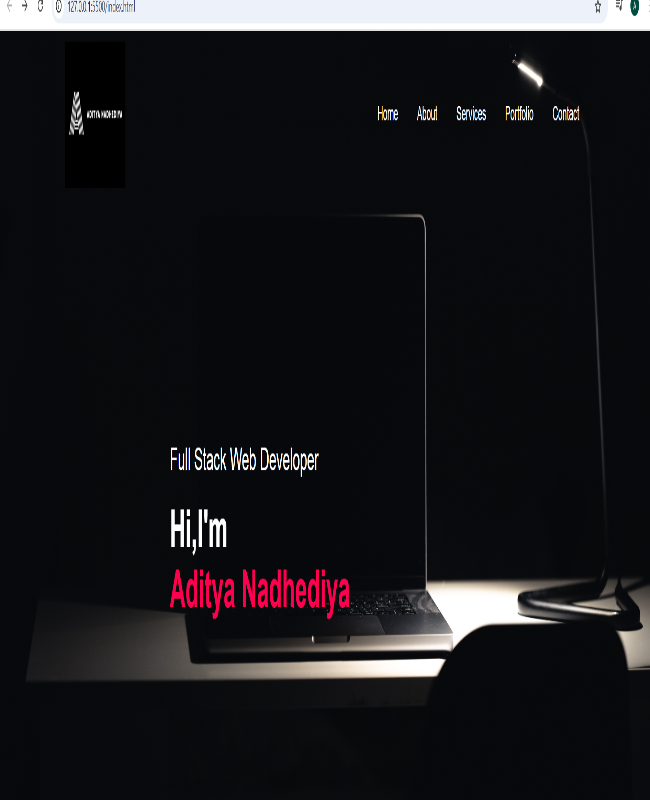 127.0.0.1:5500/index.html
ADITYA NADHEDIYA
Home About Services Portfolio Contact
Full Stack Web Developer
Hi,I'm
Aditya Nadhediya